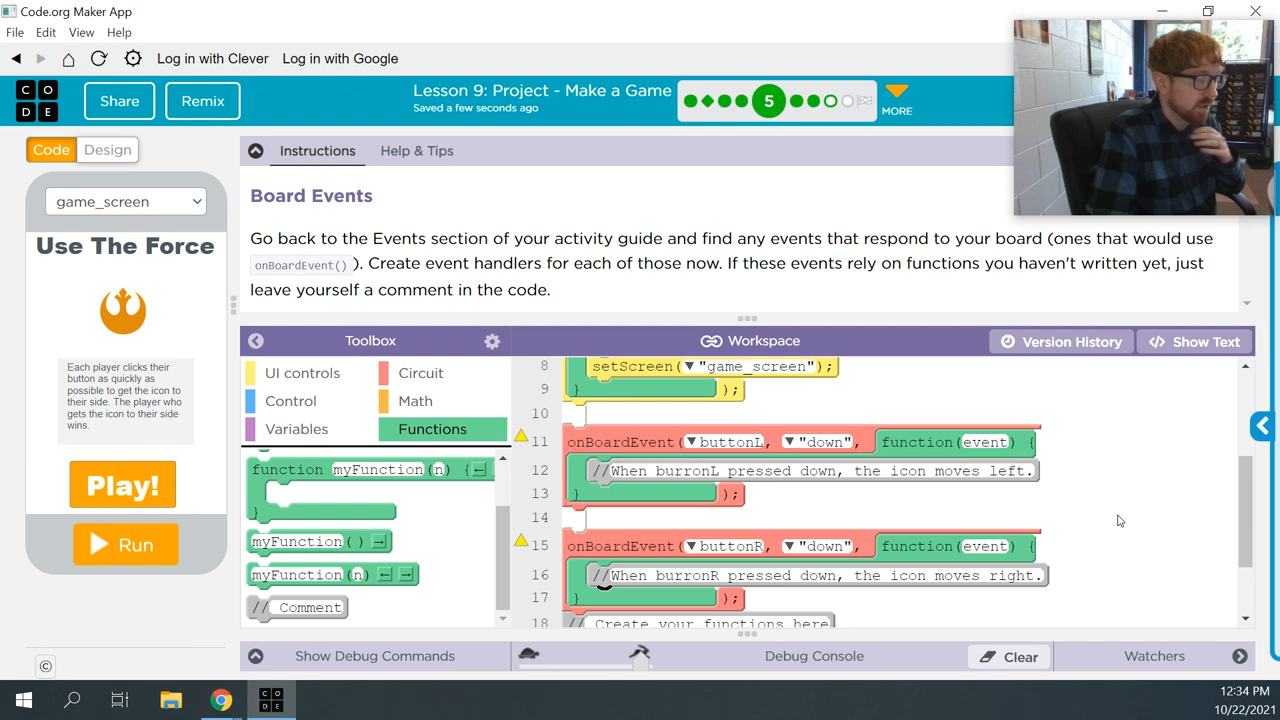 Code.org Maker App
File Edit View Help
Log in with Clever Log in with Google
C O D E
Share
Remix
Lesson 9: Project - Make a Game
Saved a few seconds ago
5
MORE
Code Design
Instructions Help & Tips
game_screen
Use The Force
Each player clicks their
button as quickly as
possible to get the icon to
their side. The player who
gets the icon to their side
wins.
Play!
Run
Board Events
Go back to the Events section of your activity guide and find any events that respond to your board (ones that would use
onBoardEvent() ). Create event handlers for each of those now. If these events rely on functions you haven't written yet, just
leave yourself a comment in the code.
Toolbox
Workspace
Version History
Show Text
UI controls Circuit
Control Math
Variables Functions
function myFunction(n) {
}
myFunction()
myFunction(n)
// Comment
8 setScreen("game_screen");
9 } );
10
11 onBoardEvent(buttonL, "down", function(event) {
12 //When burronL pressed down, the icon moves left.
13 } );
14
15 onBoardEvent(buttonR, "down", function(event) {
16 //When burronR pressed down, the icon moves right.
17 } );
18 // Create your functions here
Show Debug Commands
Debug Console
Clear
Watchers
©
C O D E
12:34 PM
10/22/2021